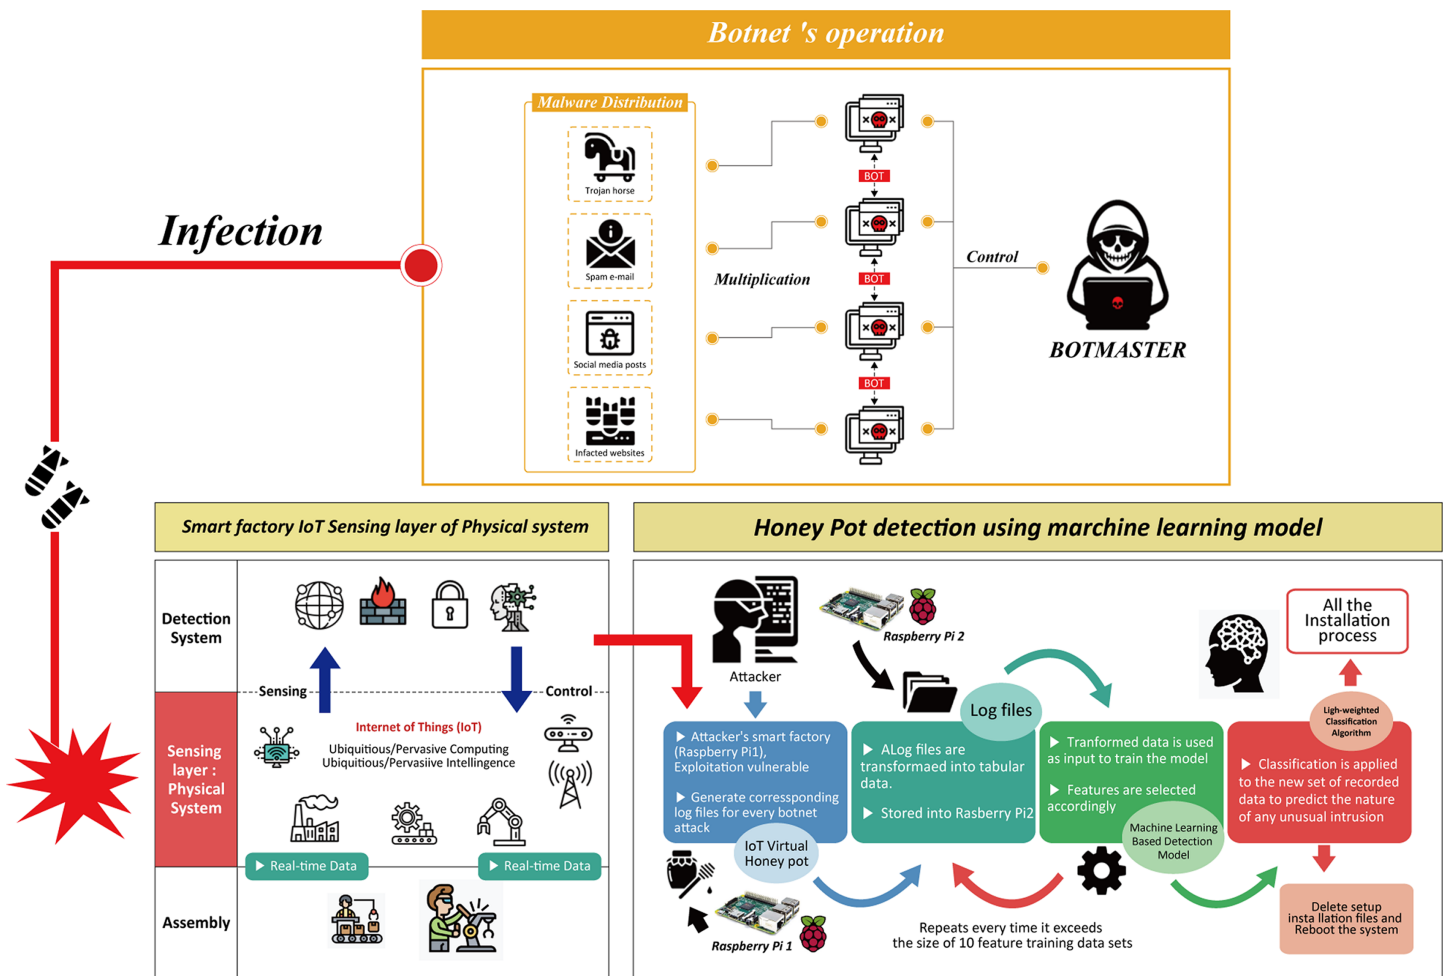 Botnet 's operation
Malware Distribution
Trojan horse
Spam e-mail
Social media posts
Infacted websites
Multiplication
BOT
BOT
BOT
Control
BOTMASTER
Infection
Smart factory IoT Sensing layer of Physical system
Detection
System
Sensing
Control
Sensing
layer :
Physical
System
Internet of Things (IoT)
Ubiquitious/Pervasive Computing
Ubiquitious/Pervasiive Intellingence
Real-time Data
Real-time Data
Assembly
Honey Pot detection using marchine learning model
Attacker
Raspberry Pi 2
Log files
All the
Installation
process
Ligh-weighted
Classification
Algorithm
Attacker's smart factory
(Raspberry Pi1),
Exploitation vulnerable
Generate corressponding
log files for every botnet
attack
IoT Virtual
Honey pot
ALog files are
transformaed into tabular
data.
Stored into Rasberry Pi2
Tranformed data is used
as input to train the model
Features are selected
accordingly
Machine Learning
Based Detection
Model
Classification is applied
to the new set of recorded
data to predict the nature
of any unusual intrusion
Raspberry Pi 1
Repeats every time it exceeds
the size of 10 feature training data sets
Delete setup
insta llation files and
Reboot the system